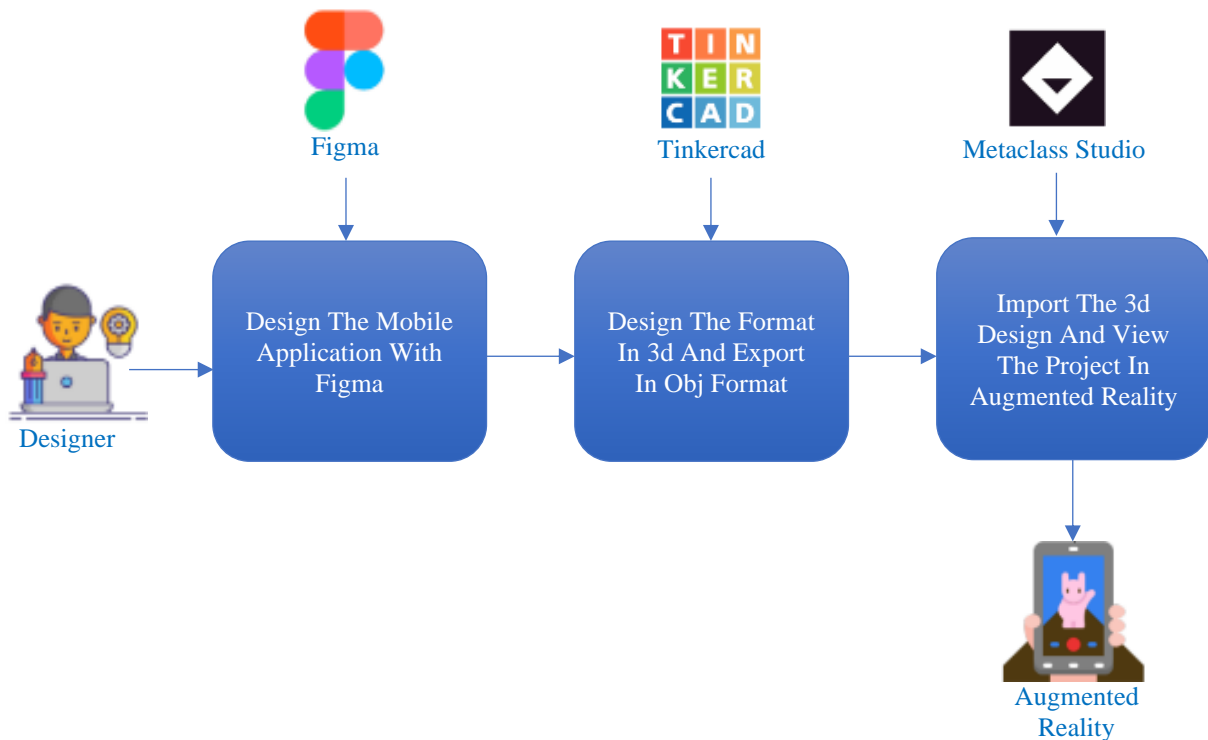 TIN
KER
CAD
Figma
Tinkercad
Metaclass Studio
Designer
Design The Mobile
Application With
Figma
Design The Format
In 3d And Export
In Obj Format
Import The 3d
Design And View
The Project In
Augmented Reality
Augmented
Reality